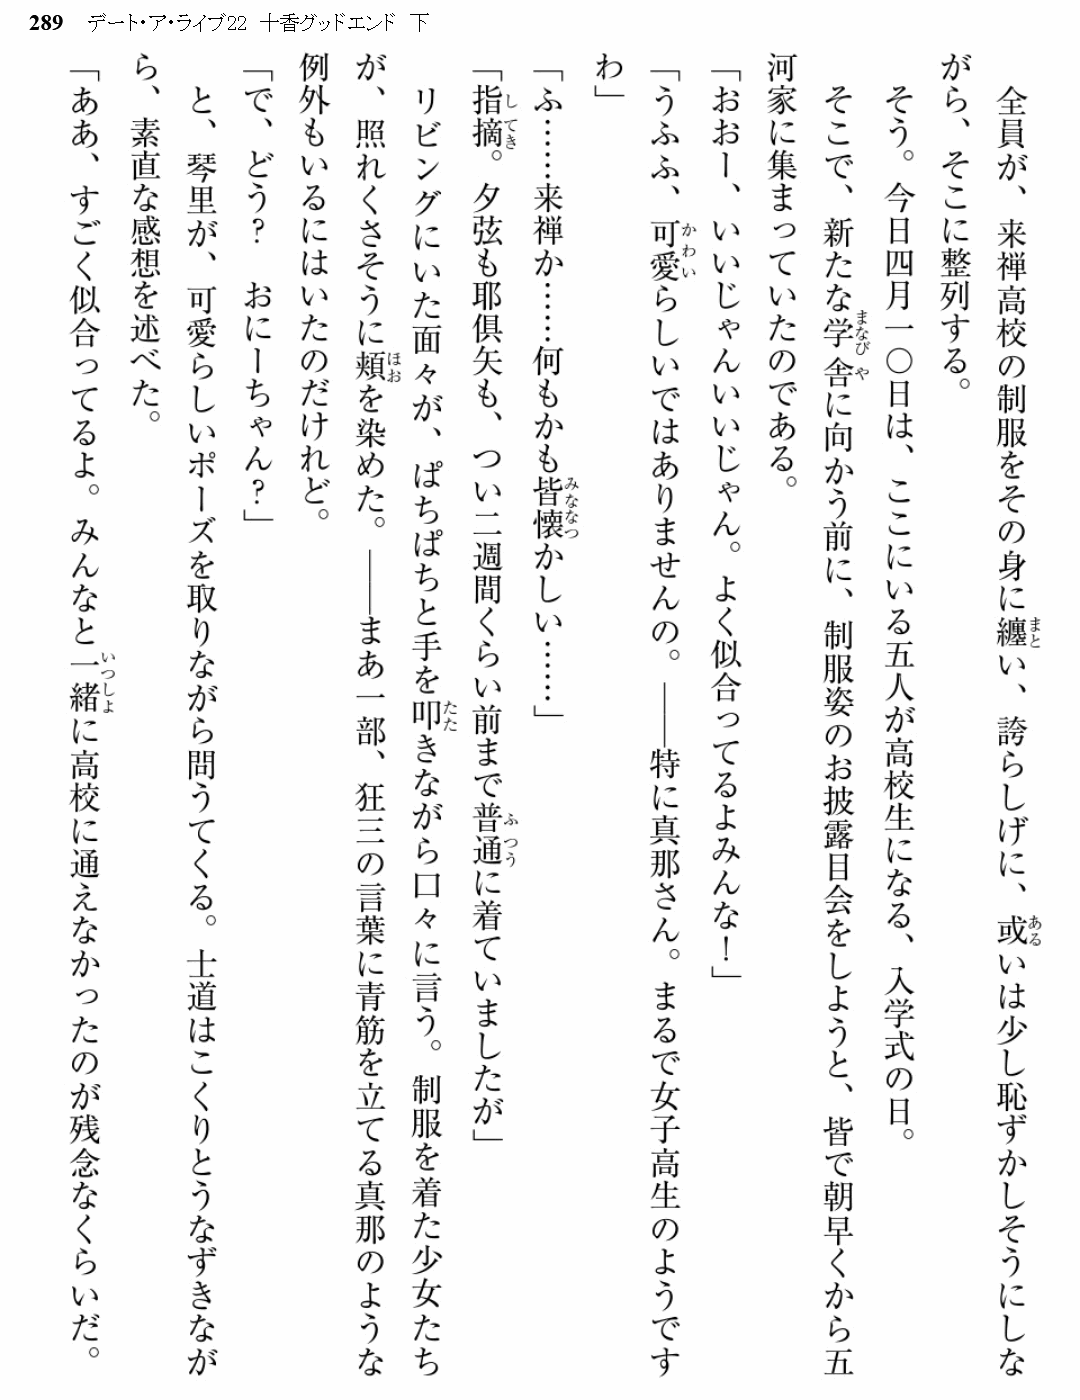 289 デート・ア・ライブ22 十香グッドエンド 下
全員が、来禅高校の制服をその身に纏い、誇らしげに、或いは少し恥ずかしそうにしな
がら、そこに整列する。
そう。今日四月一〇日は、ここにいる五人が高校生になる、入学式の日。
そこで、新たな学舎に向かう前に、制服姿のお披露目会をしようと、皆で朝早くから五
河家に集まっていたのである。
「おおー、いいじゃんいいじゃん。よく似合ってるよみんな!」
「うふふ、可愛らしいではありませんの。――特に真那さん。まるで女子高生のようです
わ」
「ふ……来禅か……何もかも皆懐かしい……」
「指摘。夕弦も耶倶矢も、つい二週間くらい前まで普通に着ていましたが」
リビングにいた面々が、ぱちぱちと手を叩きながら口々に言う。制服を着た少女たち
が、照れくさそうに頬を染めた。――まあ一部、狂三の言葉に青筋を立てる真那のような
例外もいるにはいたのだけれど。
「で、どう? おにーちゃん?」
と、琴里が、可愛らしいポーズを取りながら問うてくる。士道はこくりとうなずきなが
ら、素直な感想を述べた。
「ああ、すごく似合ってるよ。みんなと一緒に高校に通えなかったのが残念なくらいだ。